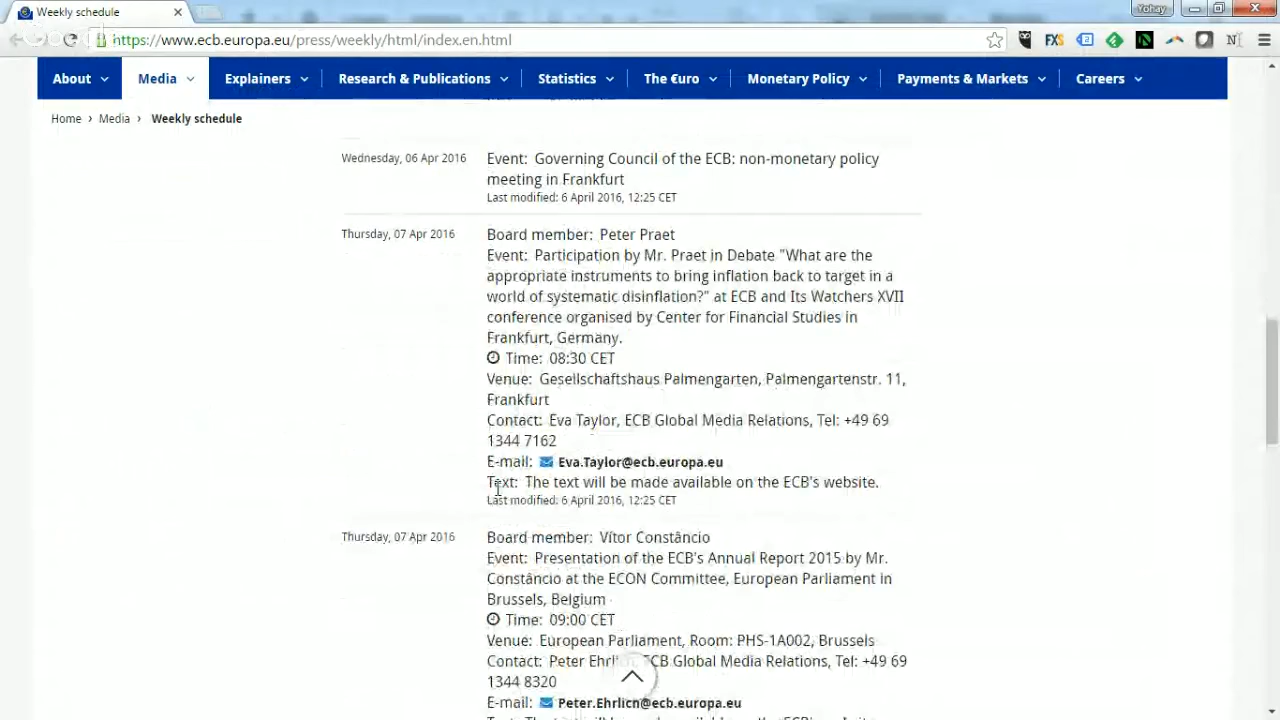 Weekly schedule
Yohay
https://www.ecb.europa.eu/press/weekly/html/index.en.html
FXS
About
Media
Explainers
Research & Publications
Statistics
The €uro
Monetary Policy
Payments & Markets
Careers
Home › Media › Weekly schedule
Wednesday, 06 Apr 2016
Event: Governing Council of the ECB: non-monetary policy
meeting in Frankfurt
Last modified: 6 April 2016, 12:25 CET
Thursday, 07 Apr 2016
Board member: Peter Praet
Event: Participation by Mr. Praet in Debate "What are the
appropriate instruments to bring inflation back to target in a
world of systematic disinflation?" at ECB and Its Watchers XVII
conference organised by Center for Financial Studies in
Frankfurt, Germany.
Time: 08:30 CET
Venue: Gesellschaftshaus Palmengarten, Palmengartenstr. 11,
Frankfurt
Contact: Eva Taylor, ECB Global Media Relations, Tel: +49 69
1344 7162
E-mail: Eva.Taylor@ecb.europa.eu
Text: The text will be made available on the ECB's website.
Last modified: 6 April 2016, 12:25 CET
Thursday, 07 Apr 2016
Board member: Vítor Constâncio
Event: Presentation of the ECB's Annual Report 2015 by Mr.
Constâncio at the ECON Committee, European Parliament in
Brussels, Belgium
Time: 09:00 CET
Venue: European Parliament, Room: PHS-1A002, Brussels
Contact: Peter ECB Global Media Relations, Tel: +49 69
1344 8320
E-mail: Peter.Ehrlicn@ecb.europa.eu